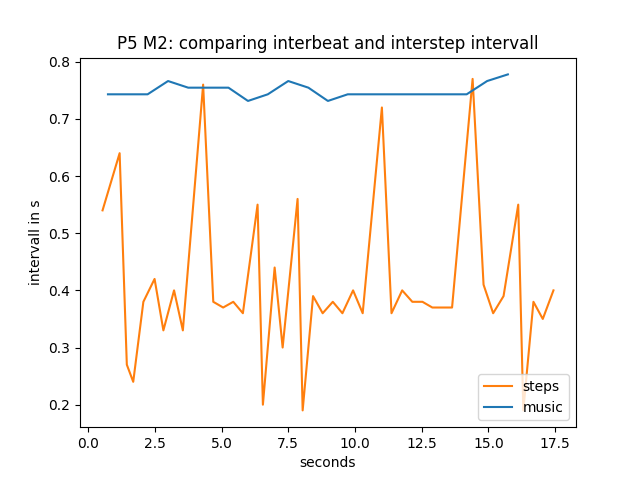 P5 M2: comparing interbeat and interstep intervall
0.8
0.7
0.6
0.5
0.4
0.3
0.2
intervall in s
steps
music
0.0 2.5 5.0 7.5 10.0 12.5 15.0 17.5
seconds